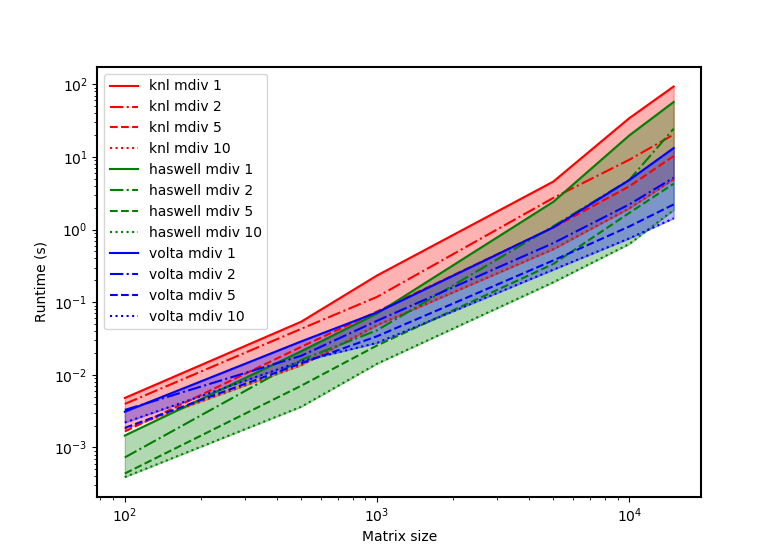 knl mdiv 1
knl mdiv 2
knl mdiv 5
knl mdiv 10
haswell mdiv 1
haswell mdiv 2
haswell mdiv 5
haswell mdiv 10
volta mdiv 1
volta mdiv 2
volta mdiv 5
volta mdiv 10
Runtime (s)
10²
10¹
10⁰
10⁻¹
10⁻²
10⁻³
10² 10³ 10⁴
Matrix size